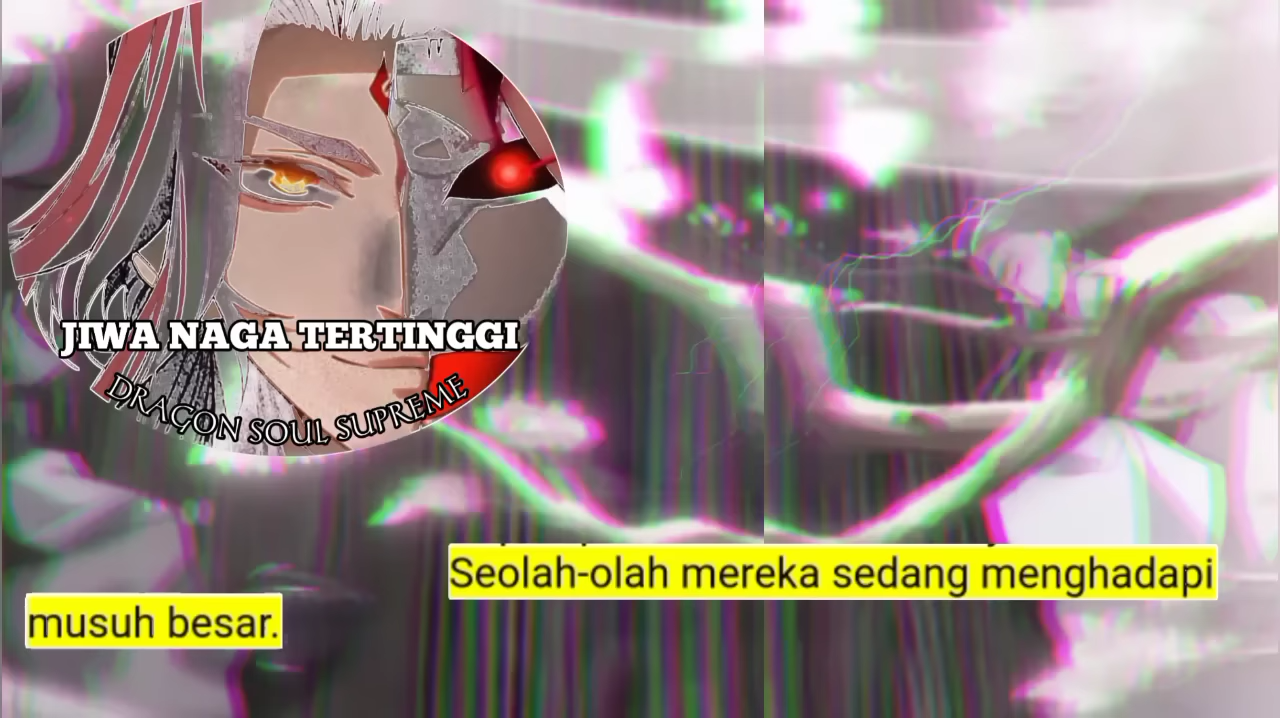 JIWA NAGA TERTINGGI
DRAGON SOUL SUPREME
Seolah-olah mereka sedang menghadapi
musuh besar.